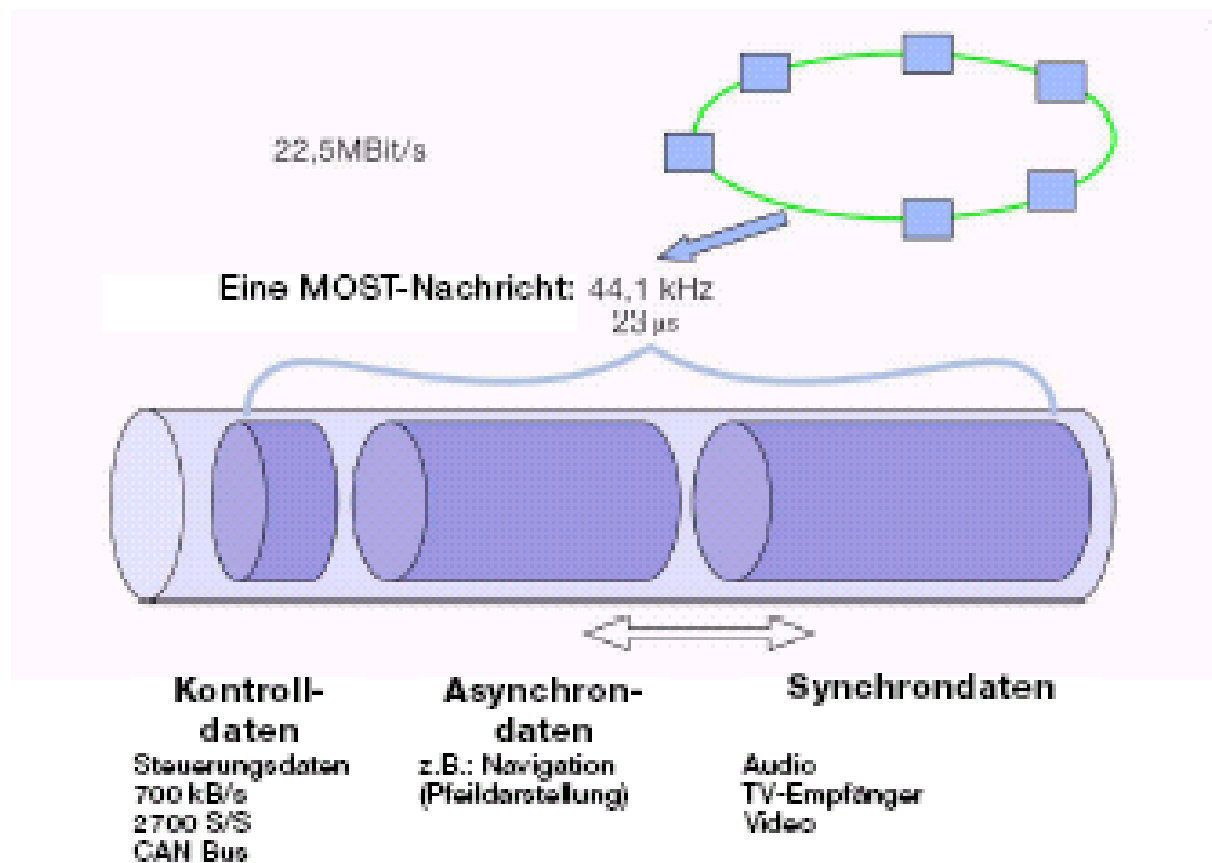 22,5MBit/s
Eine MOST-Nachricht: 44,1 kHz
23 µs
Kontroll-
daten
Steuerungsdaten
700 kB/s
2700 S/S
CAN Bus
Asynchron-
daten
z.B.: Navigation
(Pfeildarstellung)
Synchrondaten
Audio
TV-Empfänger
Video